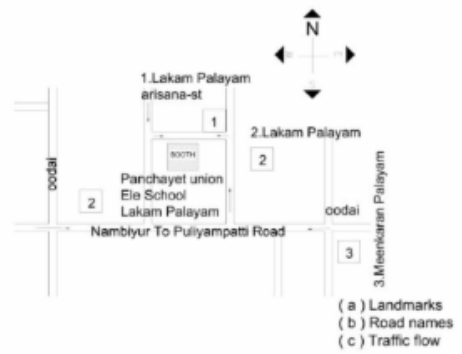 N
1.Lakam Palayam
arisana-st
1
2.Lakam Palayam
BOOTH
2
oodai
Panchayet union
Ele School
Lakam Palayam
2
oodai
Nambiyur To Puliyampatti Road
3
3.Meenkaran Palayam
( a ) Landmarks
( b ) Road names
( c ) Traffic flow